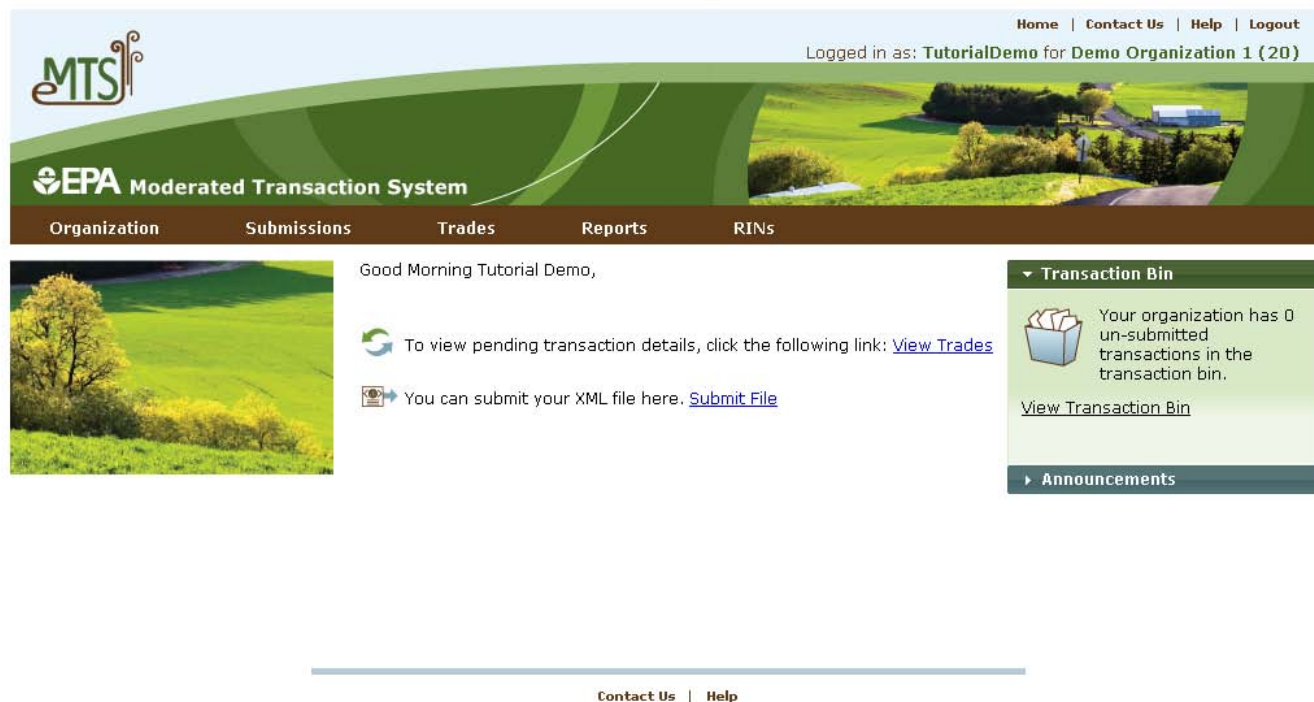 Home | Contact Us | Help | Logout
Logged in as: TutorialDemo for Demo Organization 1 (20)
MTS
EPA Moderated Transaction System
Organization Submissions Trades Reports RINs
Good Morning Tutorial Demo,
To view pending transaction details, click the following link: View Trades
You can submit your XML file here. Submit File
Transaction Bin
Your organization has 0
un-submitted
transactions in the
transaction bin.
View Transaction Bin
Announcements
Contact Us | Help